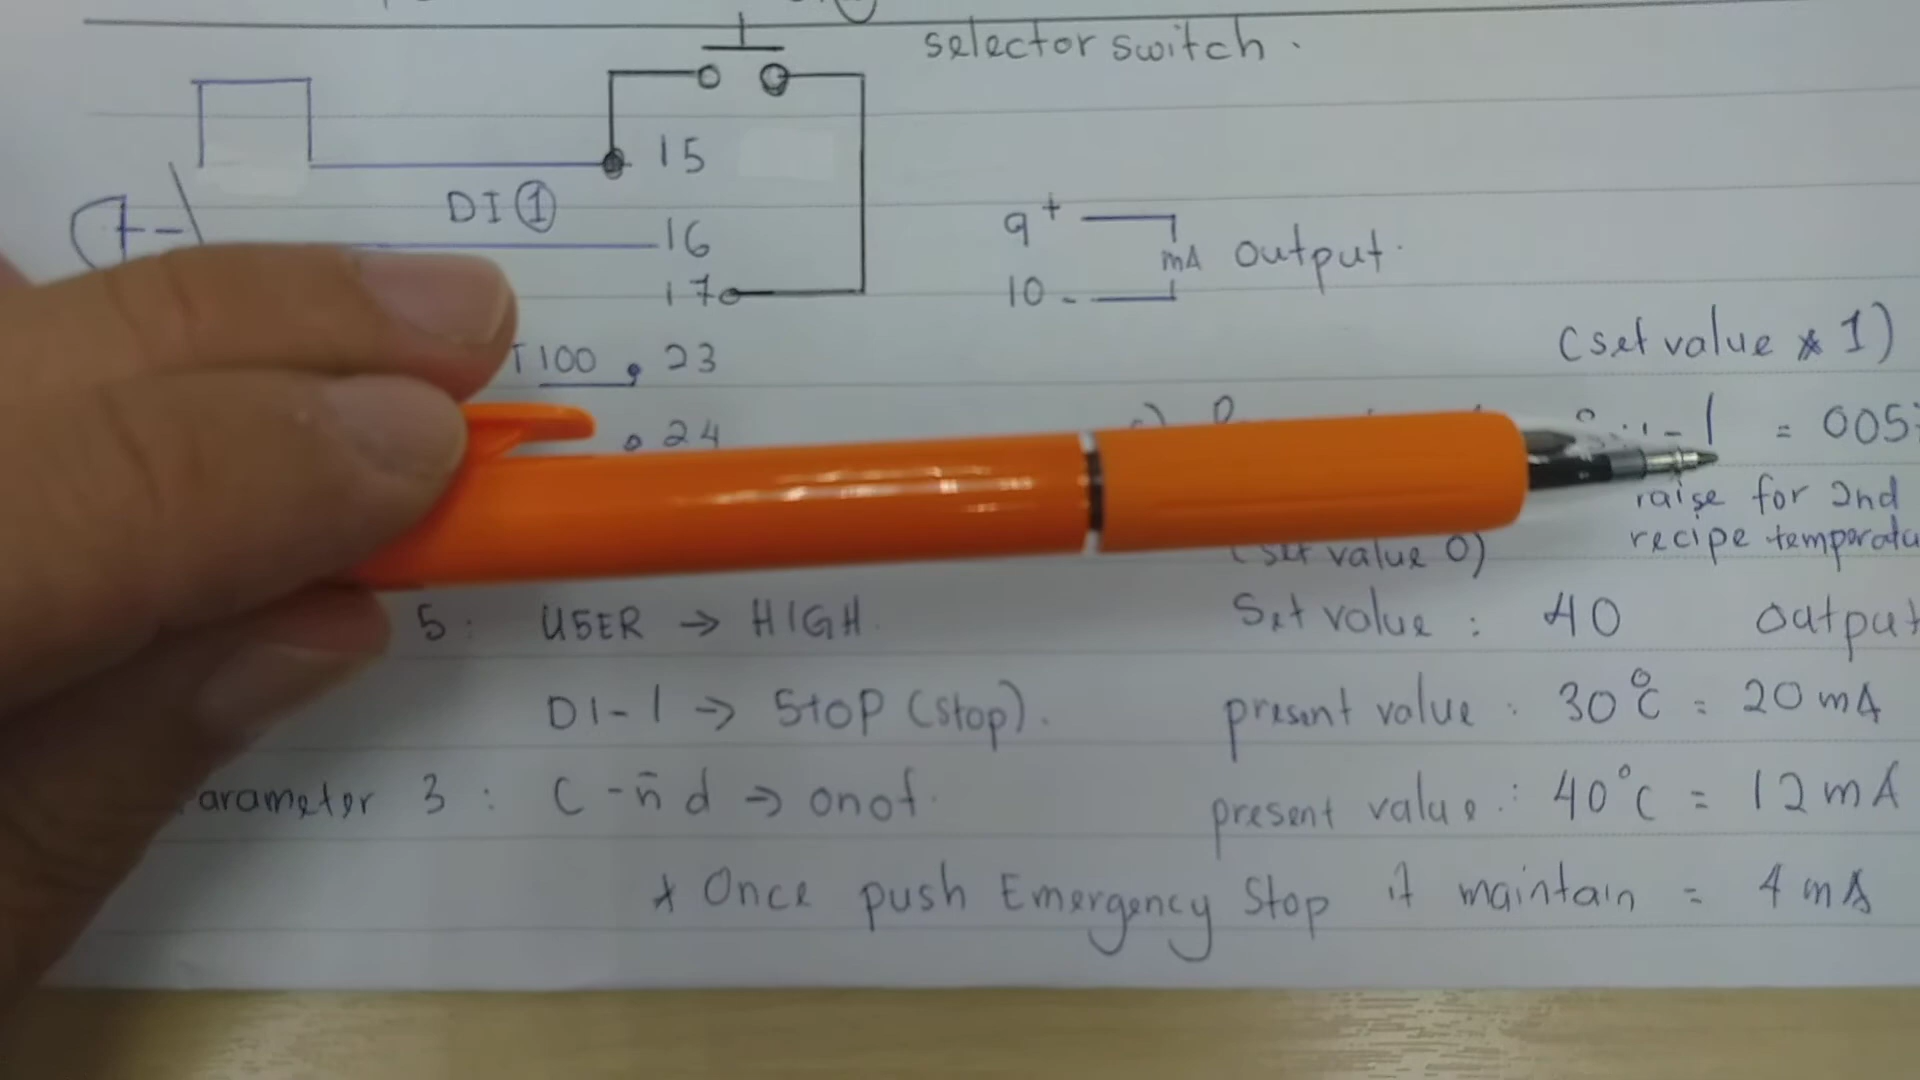 selector switch.
15
DI 1
16
17
9 +
10 -
mA output.
T100 . 23
. 24
(set value * 1)
-1 = 005
raise for 2nd
recipe
(set value 0)
5: USER → HIGH.
Set value : 40 output
DI-1 → StoP (stop).
present value : 30°C = 20 mA
arameter 3 : C-n̄d → onof.
present value : 40°C = 12 mA
* Once push Emergency Stop it maintain = 4 mA